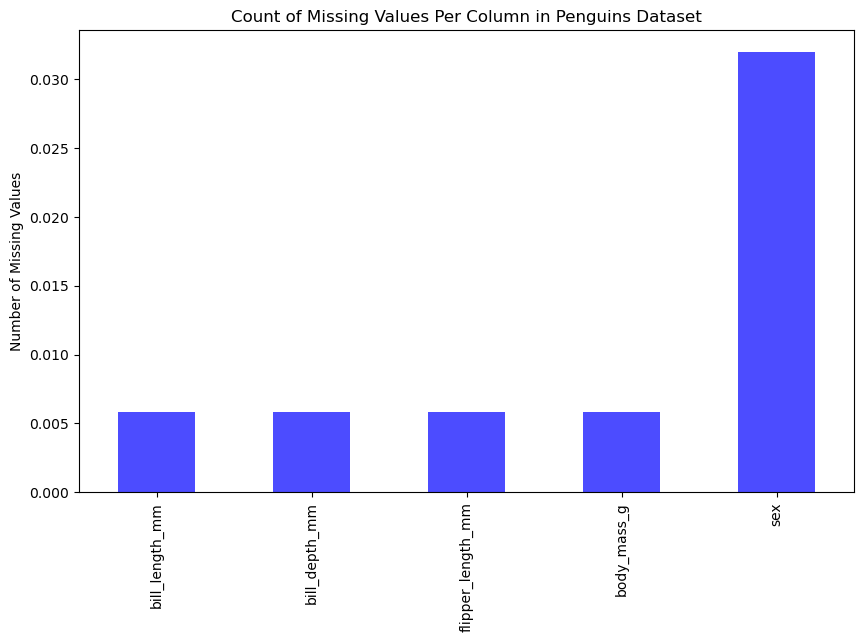 Count of Missing Values Per Column in Penguins Dataset
Number of Missing Values
0.030
0.025
0.020
0.015
0.010
0.005
0.000
bill_length_mm
bill_depth_mm
flipper_length_mm
body_mass_g
sex